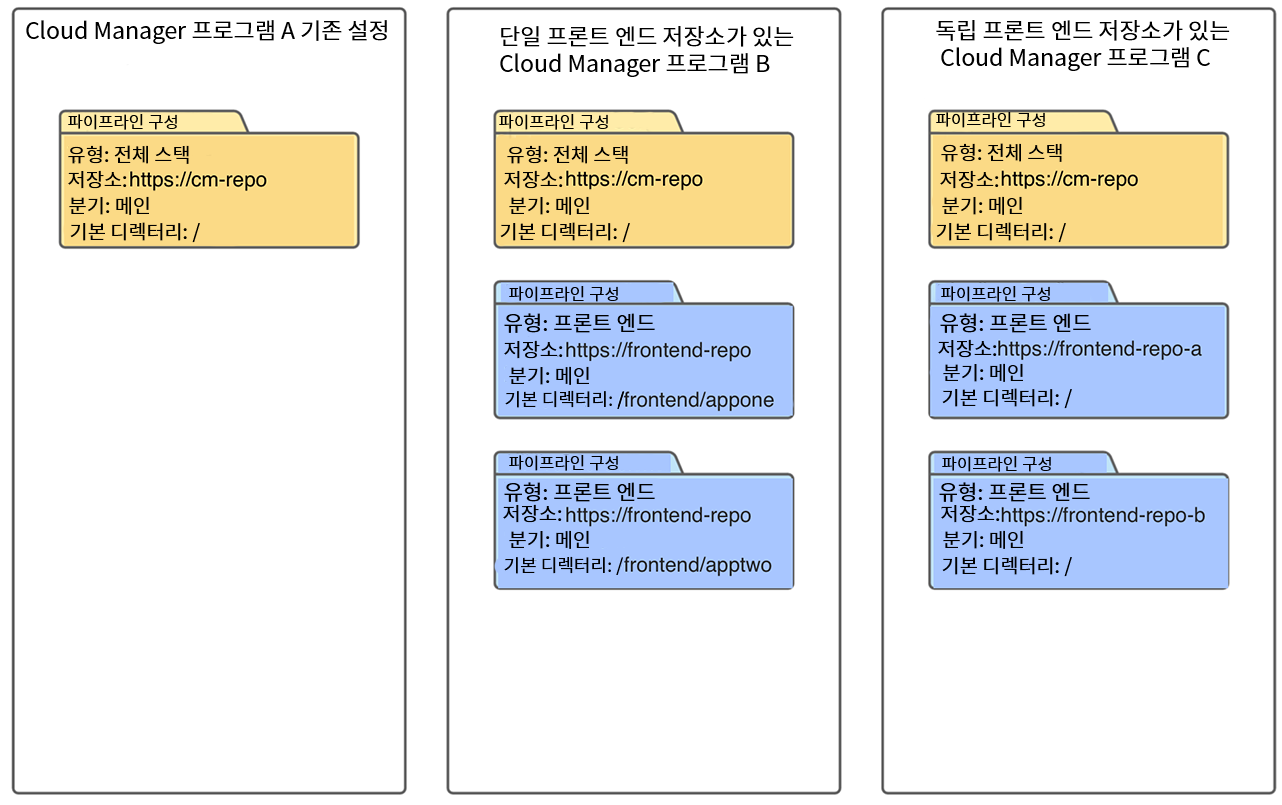 Cloud Manager 프로그램 A 기존 설정
파이프라인 구성
유형: 전체 스택
저장소:https://cm-repo
분기: 메인
기본 디렉터리: /
단일 프론트 엔드 저장소가 있는
Cloud Manager 프로그램 B
파이프라인 구성
유형: 전체 스택
저장소:https://cm-repo
분기: 메인
기본 디렉터리: /
파이프라인 구성
유형: 프론트 엔드
저장소:https://frontend-repo
분기: 메인
기본 디렉터리: /frontend/appone
파이프라인 구성
유형: 프론트 엔드
저장소:https://frontend-repo
분기: 메인
기본 디렉터리: /frontend/apptwo
독립 프론트 엔드 저장소가 있는
Cloud Manager 프로그램 C
파이프라인 구성
유형: 전체 스택
저장소:https://cm-repo
분기: 메인
기본 디렉터리: /
파이프라인 구성
유형: 프론트 엔드
저장소:https://frontend-repo-a
분기: 메인
기본 디렉터리: /
파이프라인 구성
유형: 프론트 엔드
저장소:https://frontend-repo-b
분기: 메인
기본 디렉터리: /